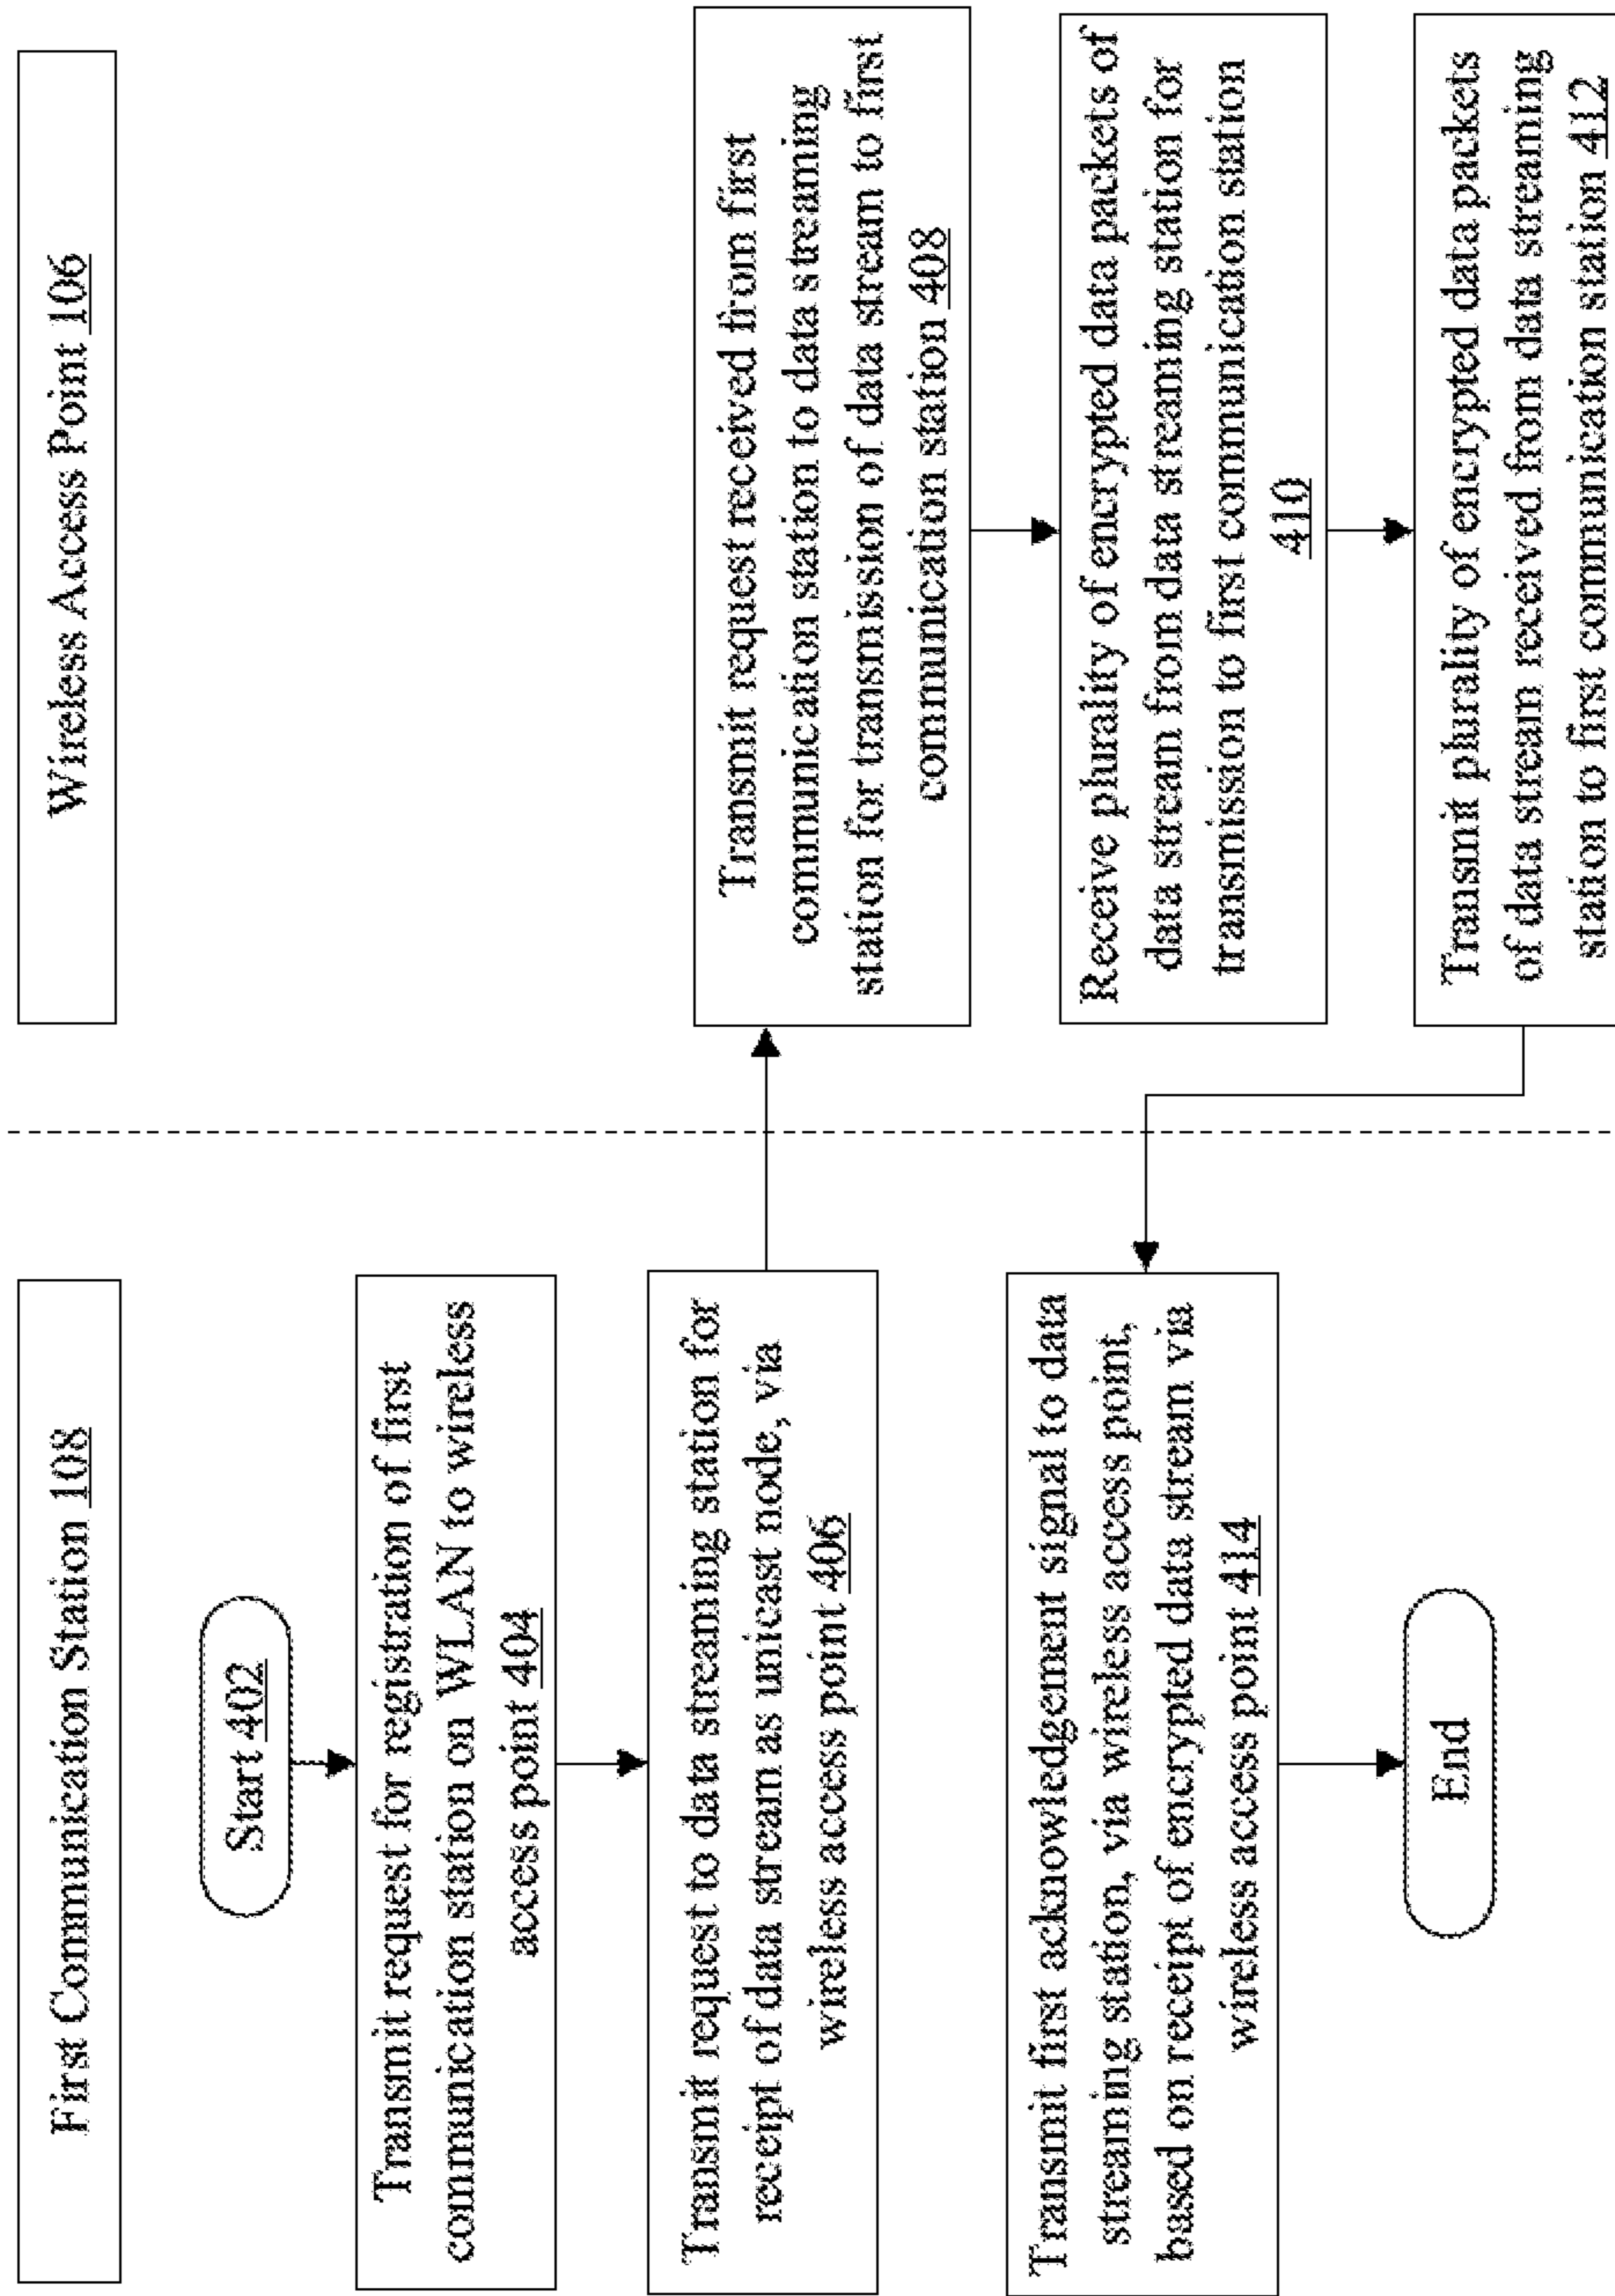 First Communication Station 108
Start 402
Transmit request for registration of first
communication station on WLAN to wireless
access point 404
Transmit request to data streaming station for
receipt of data stream as unicast node, via
wireless access point 406
Transmit first acknowledgement signal to data
streaming station, via wireless access point,
based on receipt of encrypted data stream via
wireless access point 414
End
Wireless Access Point 106
Transmit request received from first
communication station to data streaming
station for transmission of data stream to first
communication station 408
Receive plurality of encrypted data packets of
data stream from data streaming station for
transmission to first communication station
410
Transmit plurality of encrypted data packets
of data stream received from data streaming
station to first communication station 412